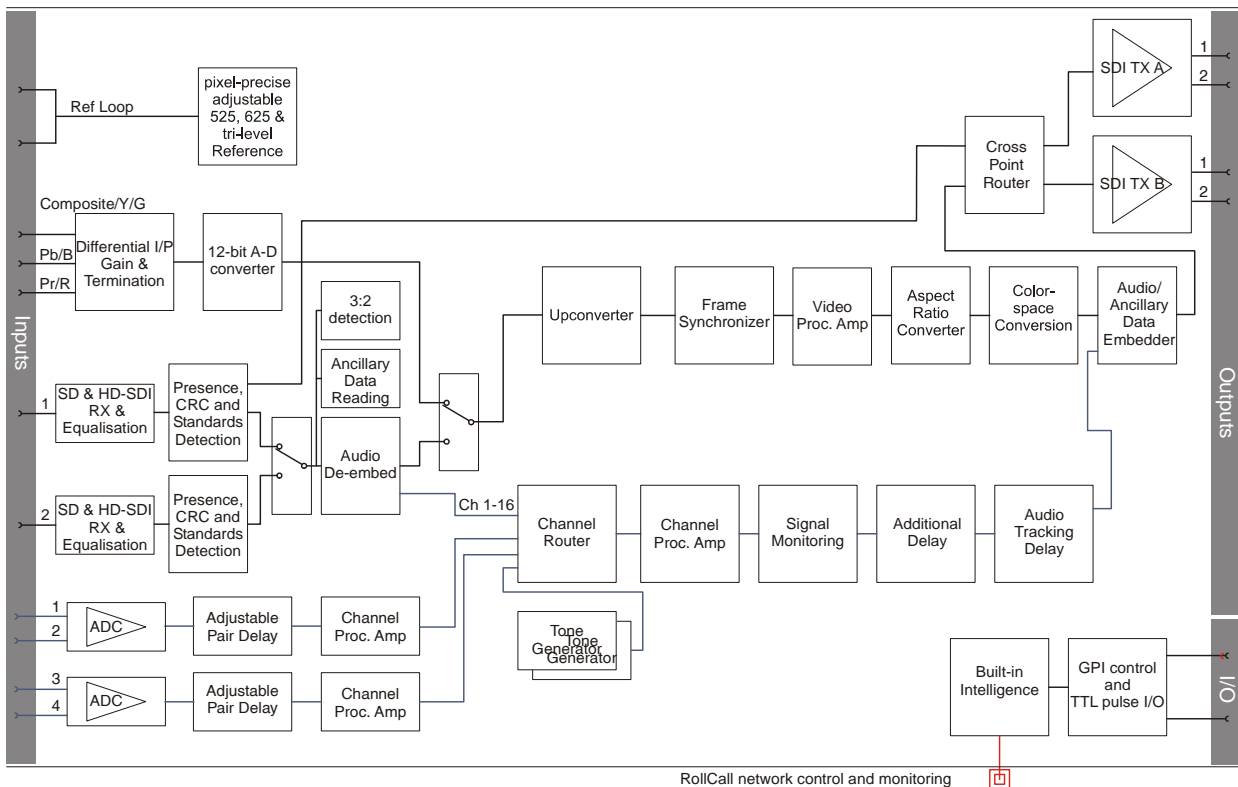 Inputs
Outputs
I/O
Ref Loop
pixel-precise
adjustable
525, 625 &
tri-level
Reference
Composite/Y/G
Pb/B
Pr/R
Differential I/P
Gain &
Termination
12-bit A-D
converter
3:2
detection
Ancillary
Data
Reading
1
SD & HD-SDI
RX &
Equalisation
Presence,
CRC and
Standards
Detection
2
SD & HD-SDI
RX &
Equalisation
Presence,
CRC and
Standards
Detection
Audio
De-embed
Upconverter
Frame
Synchronizer
Video
Proc. Amp
Aspect
Ratio
Converter
Color-
space
Conversion
Audio/
Ancillary
Data
Embedder
Cross
Point
Router
SDI TX A
1
2
SDI TX B
1
2
Ch 1-16
Channel
Router
Channel
Proc. Amp
Signal
Monitoring
Additional
Delay
Audio
Tracking
Delay
1
2
ADC
Adjustable
Pair Delay
Channel
Proc. Amp
3
4
ADC
Adjustable
Pair Delay
Channel
Proc. Amp
Tone
Generator
Tone
Generator
Built-in
Intelligence
GPI control
and
TTL pulse I/O
RollCall network control and monitoring